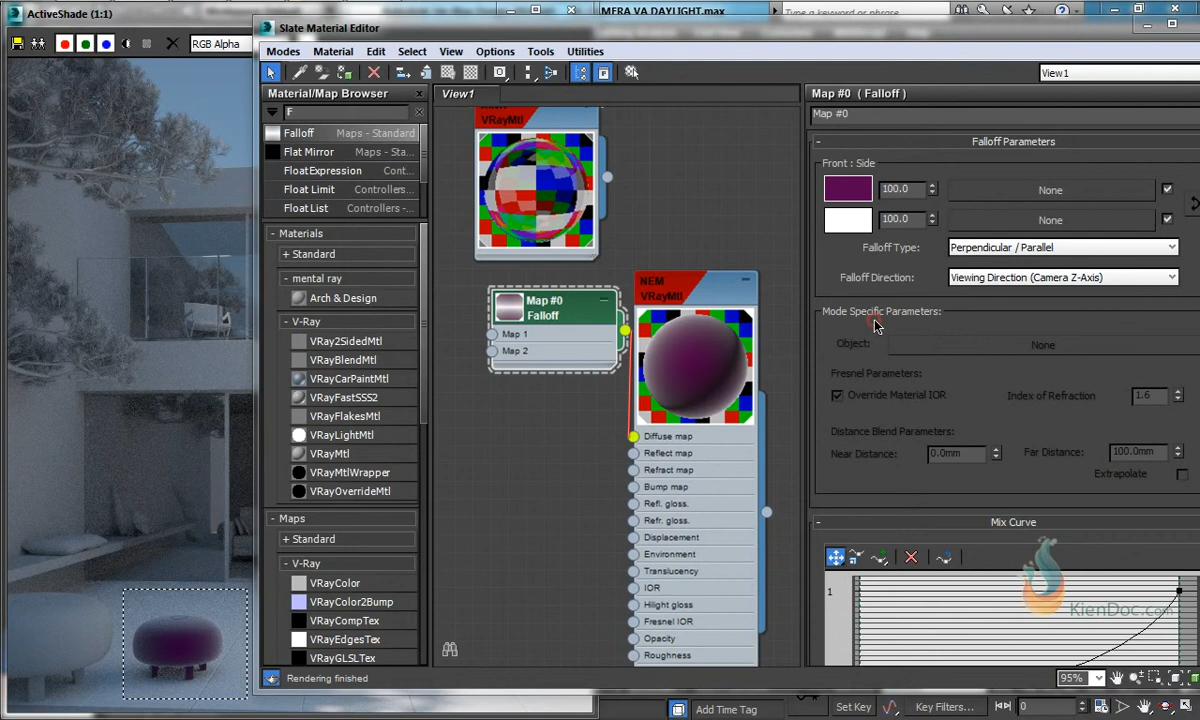 ActiveShade (1:1)
MERA VA DAYLIGHT.max
Type a keyword or phrase
RGB Alpha
Slate Material Editor
Modes Material Edit Select View Options Tools Utilities
View1
Material/Map Browser
F
Falloff Maps - Standard
Flat Mirror Maps - Sta...
FloatExpression Cont...
Float Limit Controllers...
Float List Controllers -...
- Materials
+ Standard
- mental ray
Arch & Design
- V-Ray
VRay2SidedMtl
VRayBlendMtl
VRayCarPaintMtl
VRayFastSSS2
VRayFlakesMtl
VRayLightMtl
VRayMtl
VRayMtlWrapper
VRayOverrideMtl
- Maps
+ Standard
- V-Ray
VRayColor
VRayColor2Bump
VRayCompTex
VRayEdgesTex
VRayGLSLTex
Rendering finished
View1
VRayMtl
Map #0
Falloff
Map 1
Map 2
NEM
VRayMtl
Diffuse map
Reflect map
Refract map
Bump map
Refl. gloss.
Refr. gloss.
Displacement
Environment
Translucency
IOR
Hilight gloss
Fresnel IOR
Opacity
Roughness
Map #0 ( Falloff )
Map #0
- Falloff Parameters
Front : Side
100.0 None
100.0 None
Falloff Type: Perpendicular / Parallel
Falloff Direction: Viewing Direction (Camera Z-Axis)
Mode Specific Parameters:
Object: None
Fresnel Parameters:
Override Material IOR Index of Refraction 1.6
Distance Blend Parameters:
Near Distance: 0.0mm Far Distance: 100.0mm
Extrapolate
- Mix Curve
1
KienDoc.com
95%
Add Time Tag
Set Key
Key Filters...
0